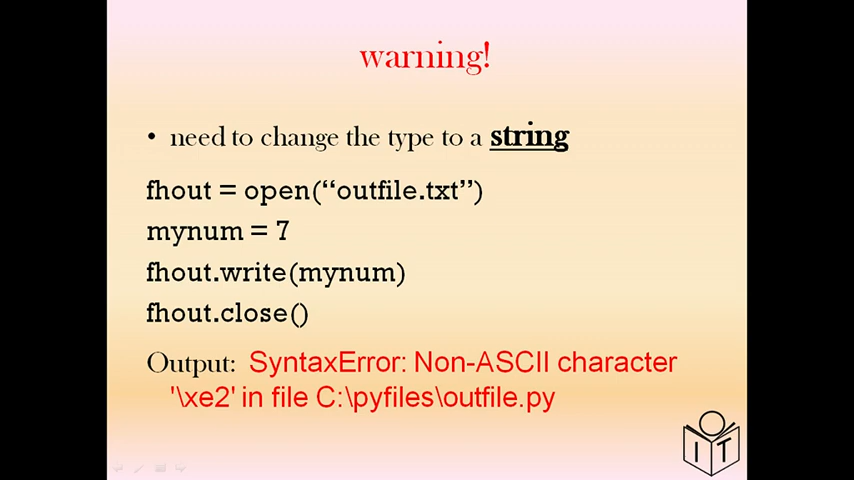 warning!
• need to change the type to a string
fhout = open(“outfile.txt”)
mynum = 7
fhout.write(mynum)
fhout.close()
Output: SyntaxError: Non-ASCII character
'\xe2' in file C:\pyfiles\outfile.py
IT